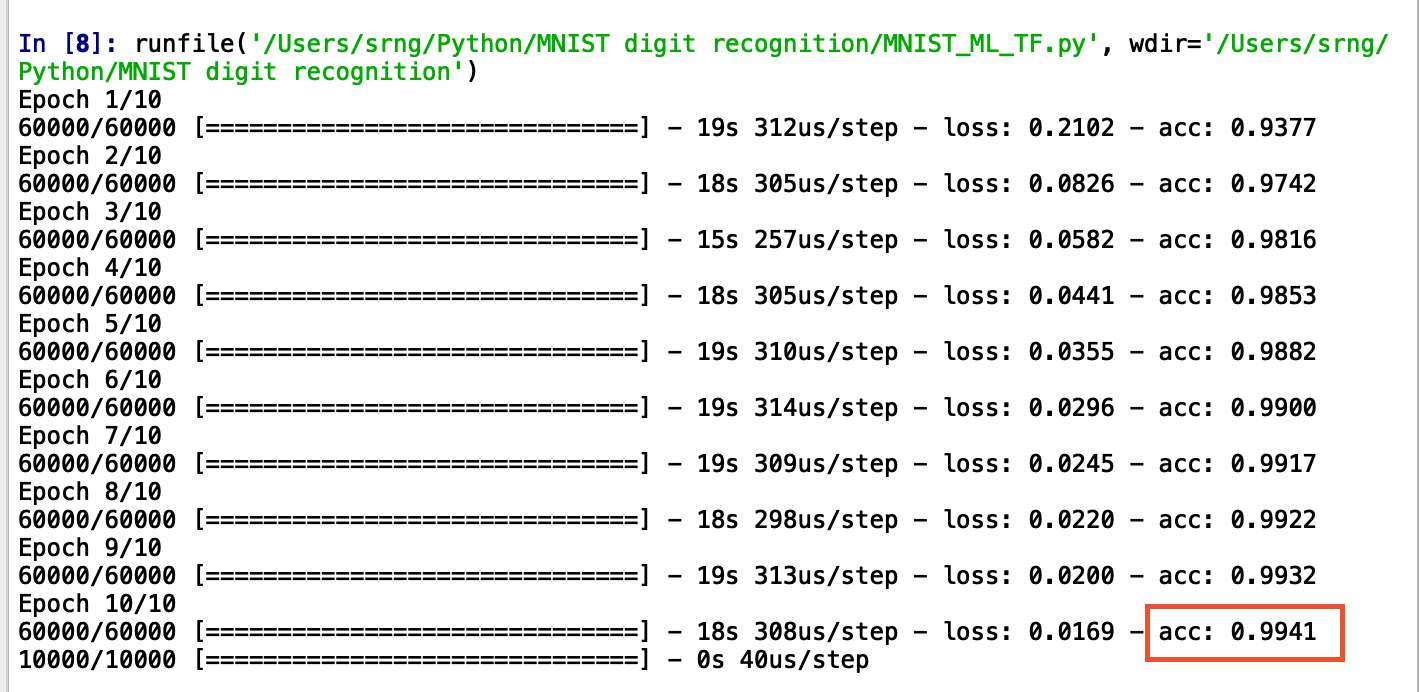 In [8]: runfile('/Users/srng/Python/MNIST digit recognition/MNIST_ML_TF.py', wdir='/Users/srng/
Python/MNIST digit recognition')
Epoch 1/10
60000/60000 [==============================] - 19s 312us/step - loss: 0.2102 - acc: 0.9377
Epoch 2/10
60000/60000 [==============================] - 18s 305us/step - loss: 0.0826 - acc: 0.9742
Epoch 3/10
60000/60000 [==============================] - 15s 257us/step - loss: 0.0582 - acc: 0.9816
Epoch 4/10
60000/60000 [==============================] - 18s 305us/step - loss: 0.0441 - acc: 0.9853
Epoch 5/10
60000/60000 [==============================] - 19s 310us/step - loss: 0.0355 - acc: 0.9882
Epoch 6/10
60000/60000 [==============================] - 19s 314us/step - loss: 0.0296 - acc: 0.9900
Epoch 7/10
60000/60000 [==============================] - 19s 309us/step - loss: 0.0245 - acc: 0.9917
Epoch 8/10
60000/60000 [==============================] - 18s 298us/step - loss: 0.0220 - acc: 0.9922
Epoch 9/10
60000/60000 [==============================] - 19s 313us/step - loss: 0.0200 - acc: 0.9932
Epoch 10/10
60000/60000 [==============================] - 18s 308us/step - loss: 0.0169 - acc: 0.9941
10000/10000 [==============================] - 0s 40us/step